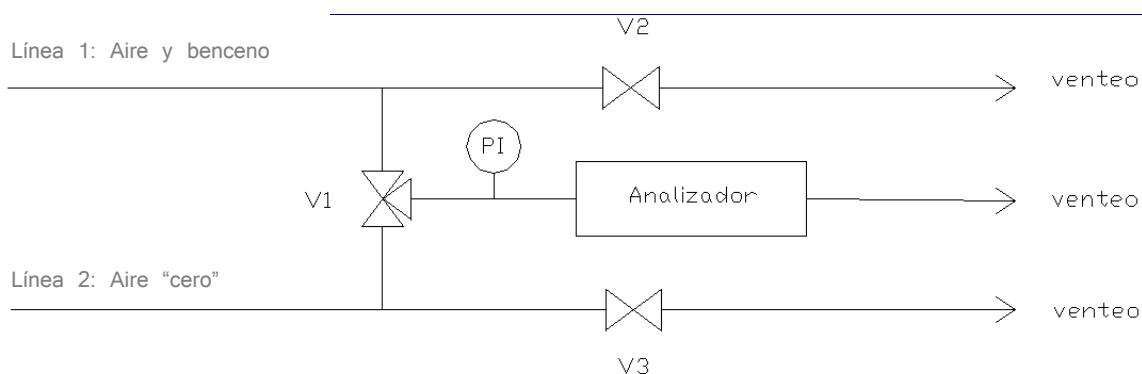 V2
Línea 1: Aire y benceno
venteo
PI
Analizador
V1
venteo
Línea 2: Aire “cero”
venteo
V3